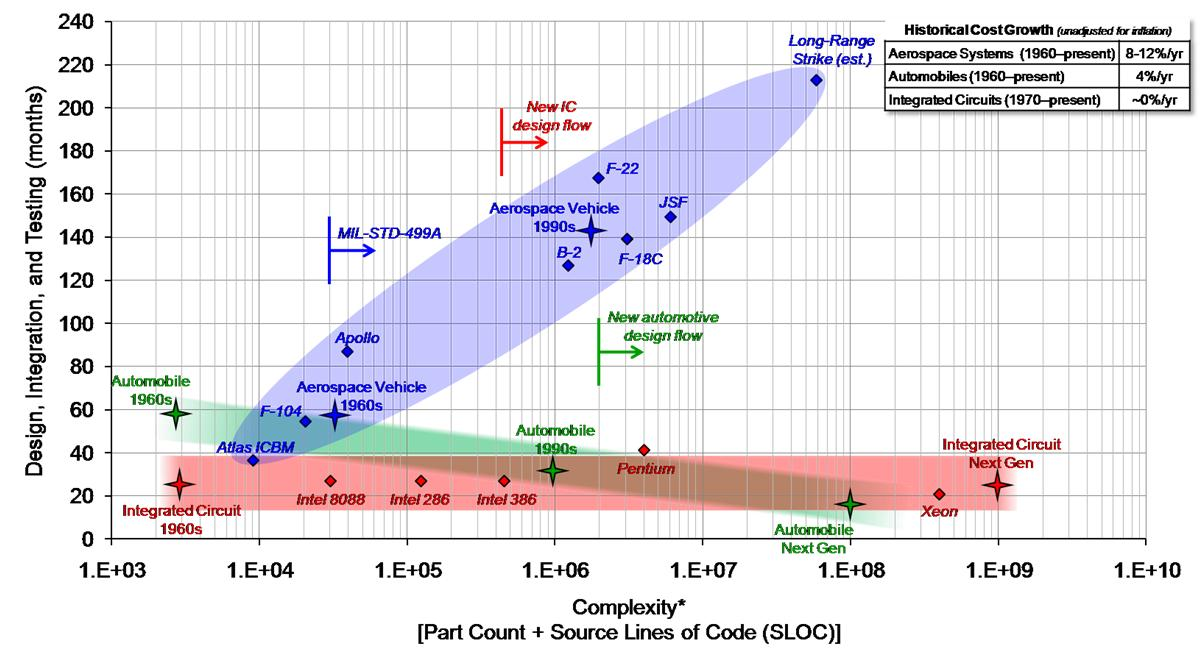 240
220
200
180
160
140
120
100
80
60
40
20
0
Design, Integration, and Testing (months)
Historical Cost Growth (unadjusted for inflation)
Aerospace Systems (1960–present) 8-12%/yr
Automobiles (1960–present) 4%/yr
Integrated Circuits (1970–present) ~0%/yr
Long-Range
Strike (est.)
New IC
design flow
F-22
JSF
Aerospace Vehicle
1990s
MIL-STD-499A
B-2
F-18C
New automotive
design flow
Apollo
Automobile
1960s
Aerospace Vehicle
1960s
F-104
Atlas ICBM
Automobile
1990s
Pentium
Integrated Circuit
Next Gen
Intel 8088
Intel 286
Intel 386
Integrated Circuit
1960s
Xeon
Automobile
Next Gen
1.E+03 1.E+04 1.E+05 1.E+06 1.E+07 1.E+08 1.E+09 1.E+10
Complexity*
[Part Count + Source Lines of Code (SLOC)]